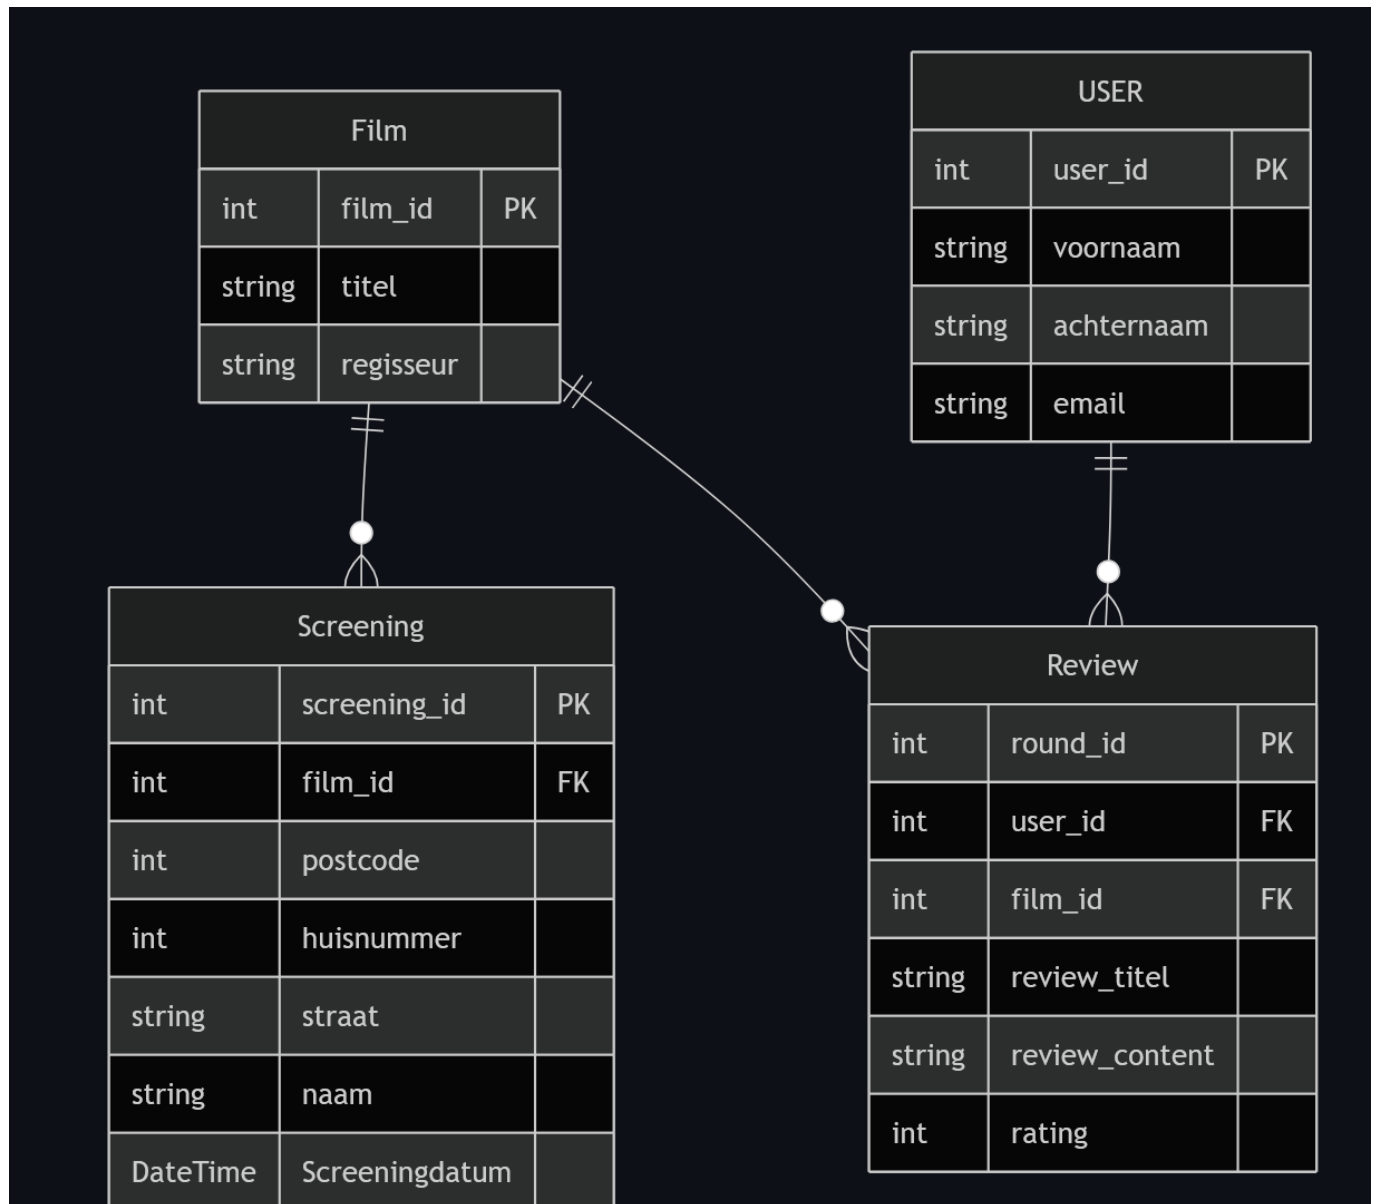 Film
int film_id PK
string titel
string regisseur
USER
int user_id PK
string voornaam
string achternaam
string email
Screening
int screening_id PK
int film_id FK
int postcode
int huisnummer
string straat
string naam
DateTime Screeningdatum
Review
int round_id PK
int user_id FK
int film_id FK
string review_titel
string review_content
int rating